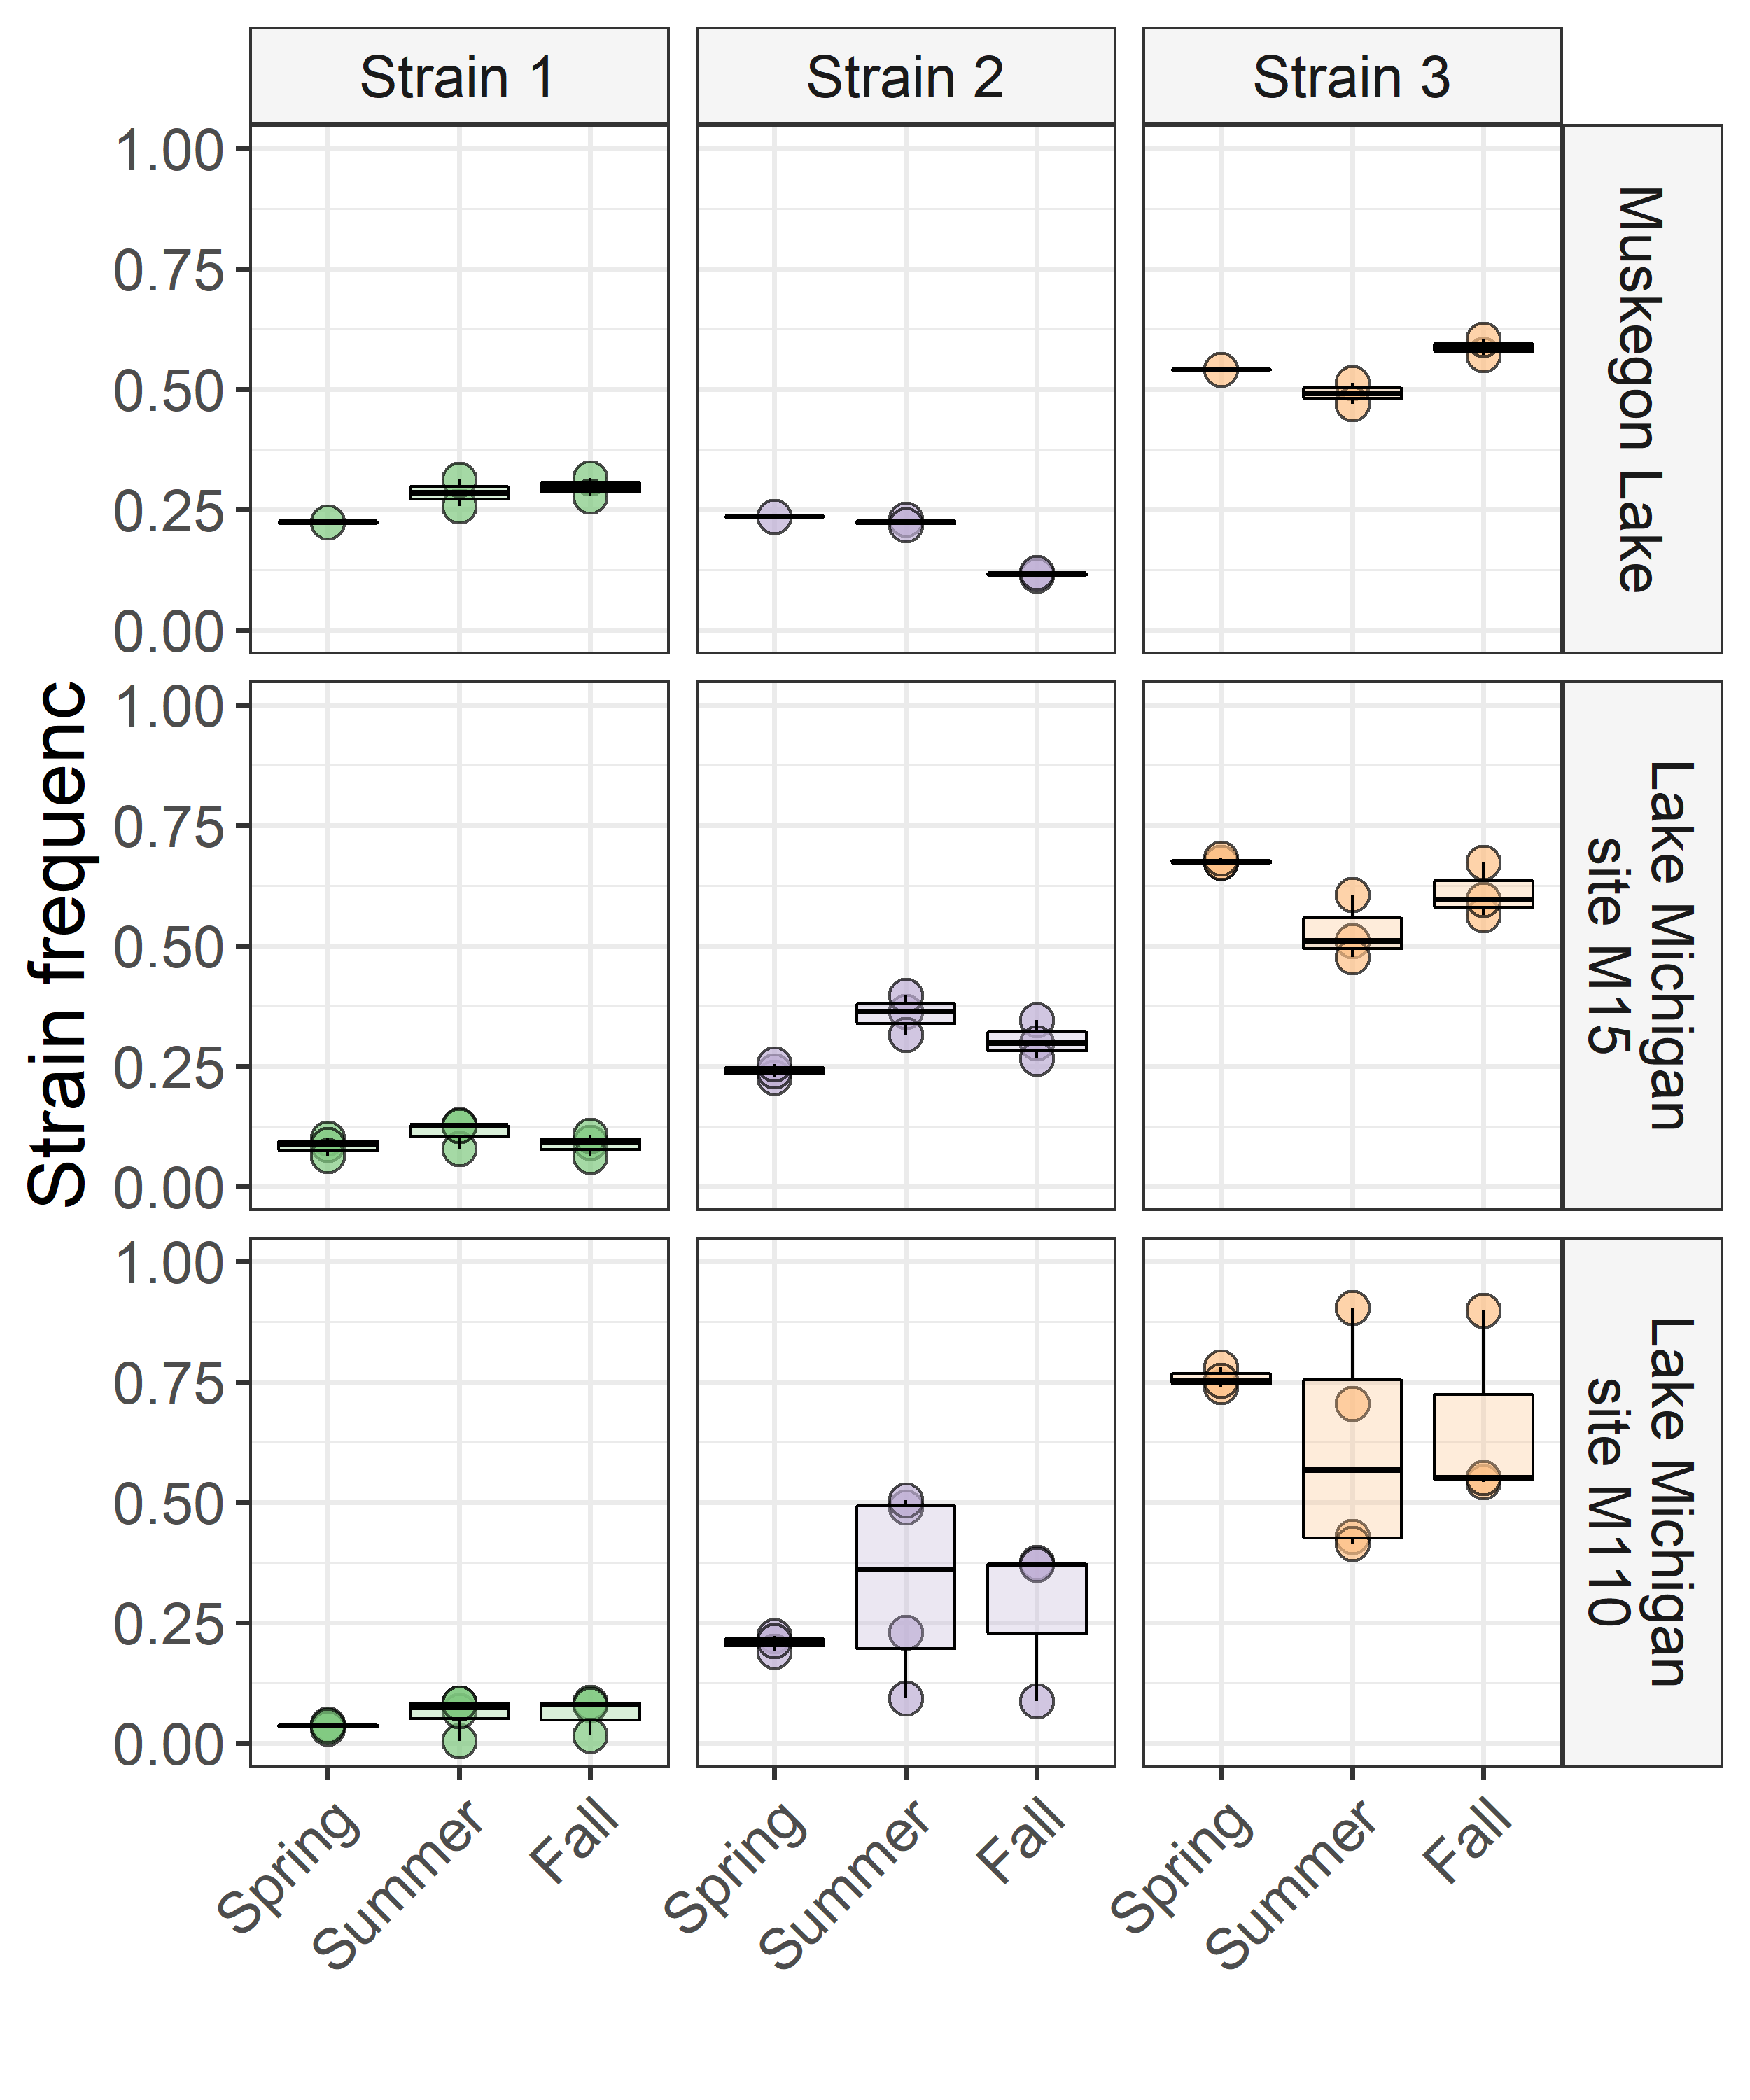 Strain 1
Strain 2
Strain 3
1.00
0.75
0.50
0.25
0.00
Muskegon Lake
Strain frequenc
1.00
0.75
0.50
0.25
0.00
Lake Michigan
site M15
1.00
0.75
0.50
0.25
0.00
Lake Michigan
site M110
Spring
Summer
Fall
Spring
Summer
Fall
Spring
Summer
Fall